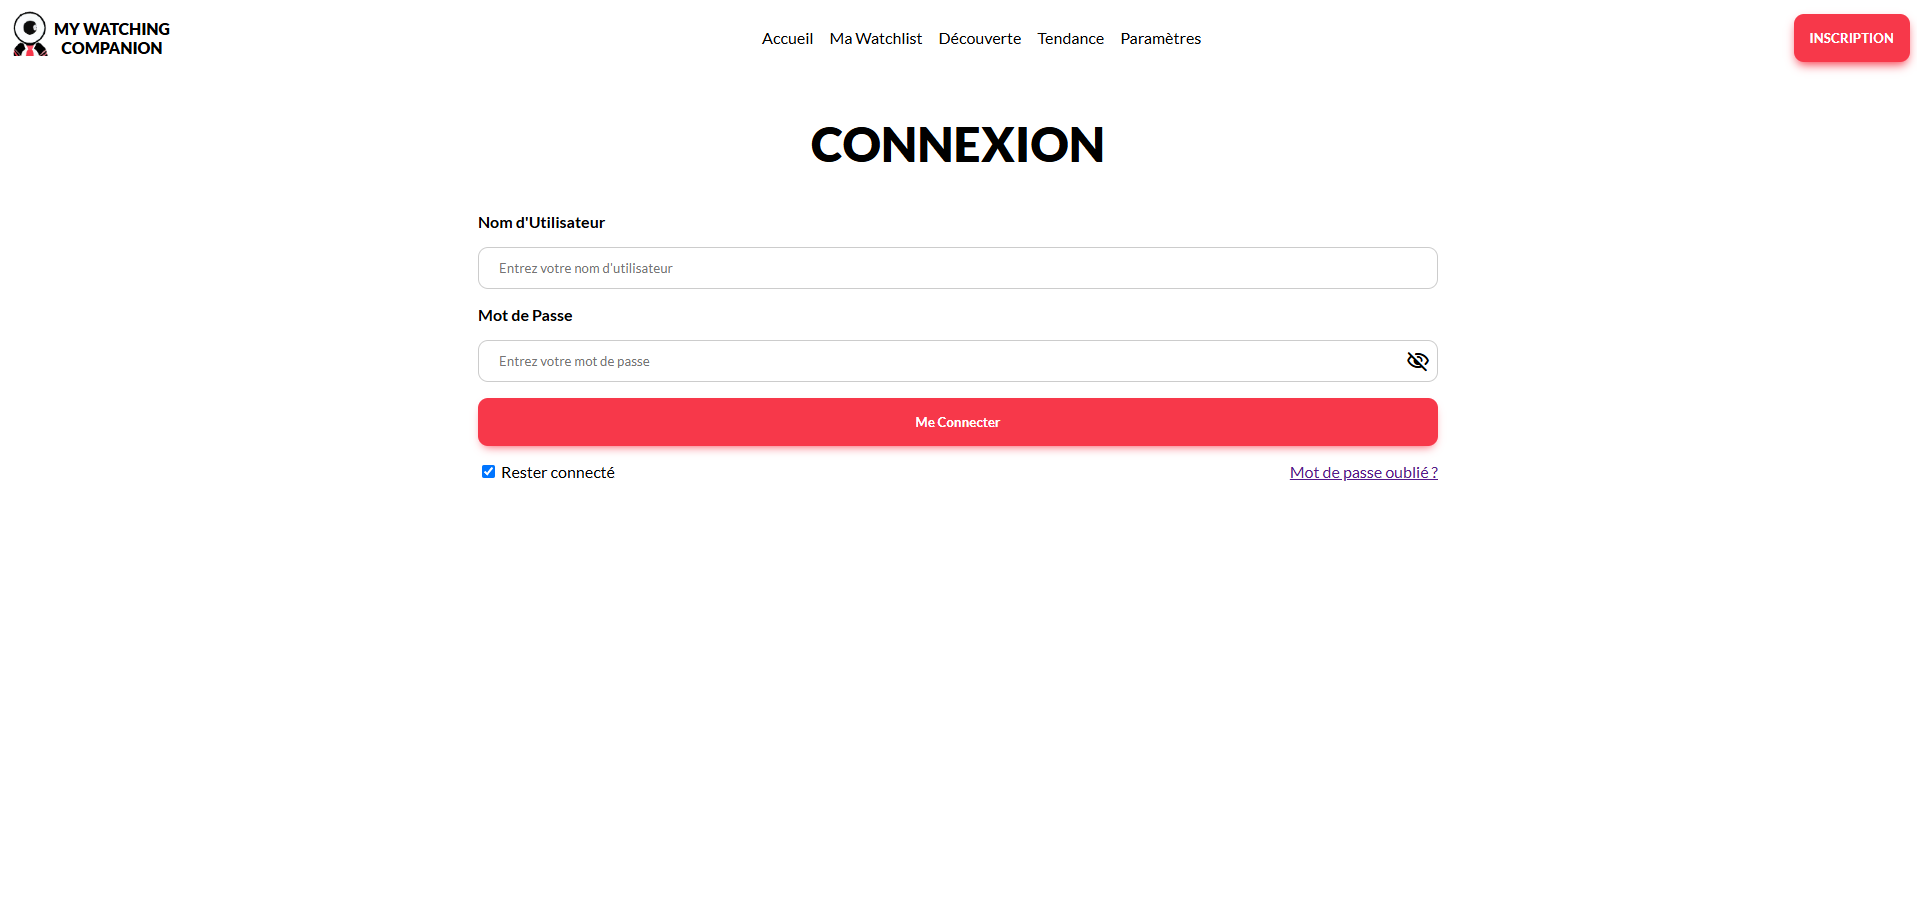 MY WATCHING
COMPANION
Accueil Ma Watchlist Découverte Tendance Paramètres
INSCRIPTION
CONNEXION
Nom d'Utilisateur
Entrez votre nom d'utilisateur
Mot de Passe
Entrez votre mot de passe
Me Connecter
Rester connecté
Mot de passe oublié ?